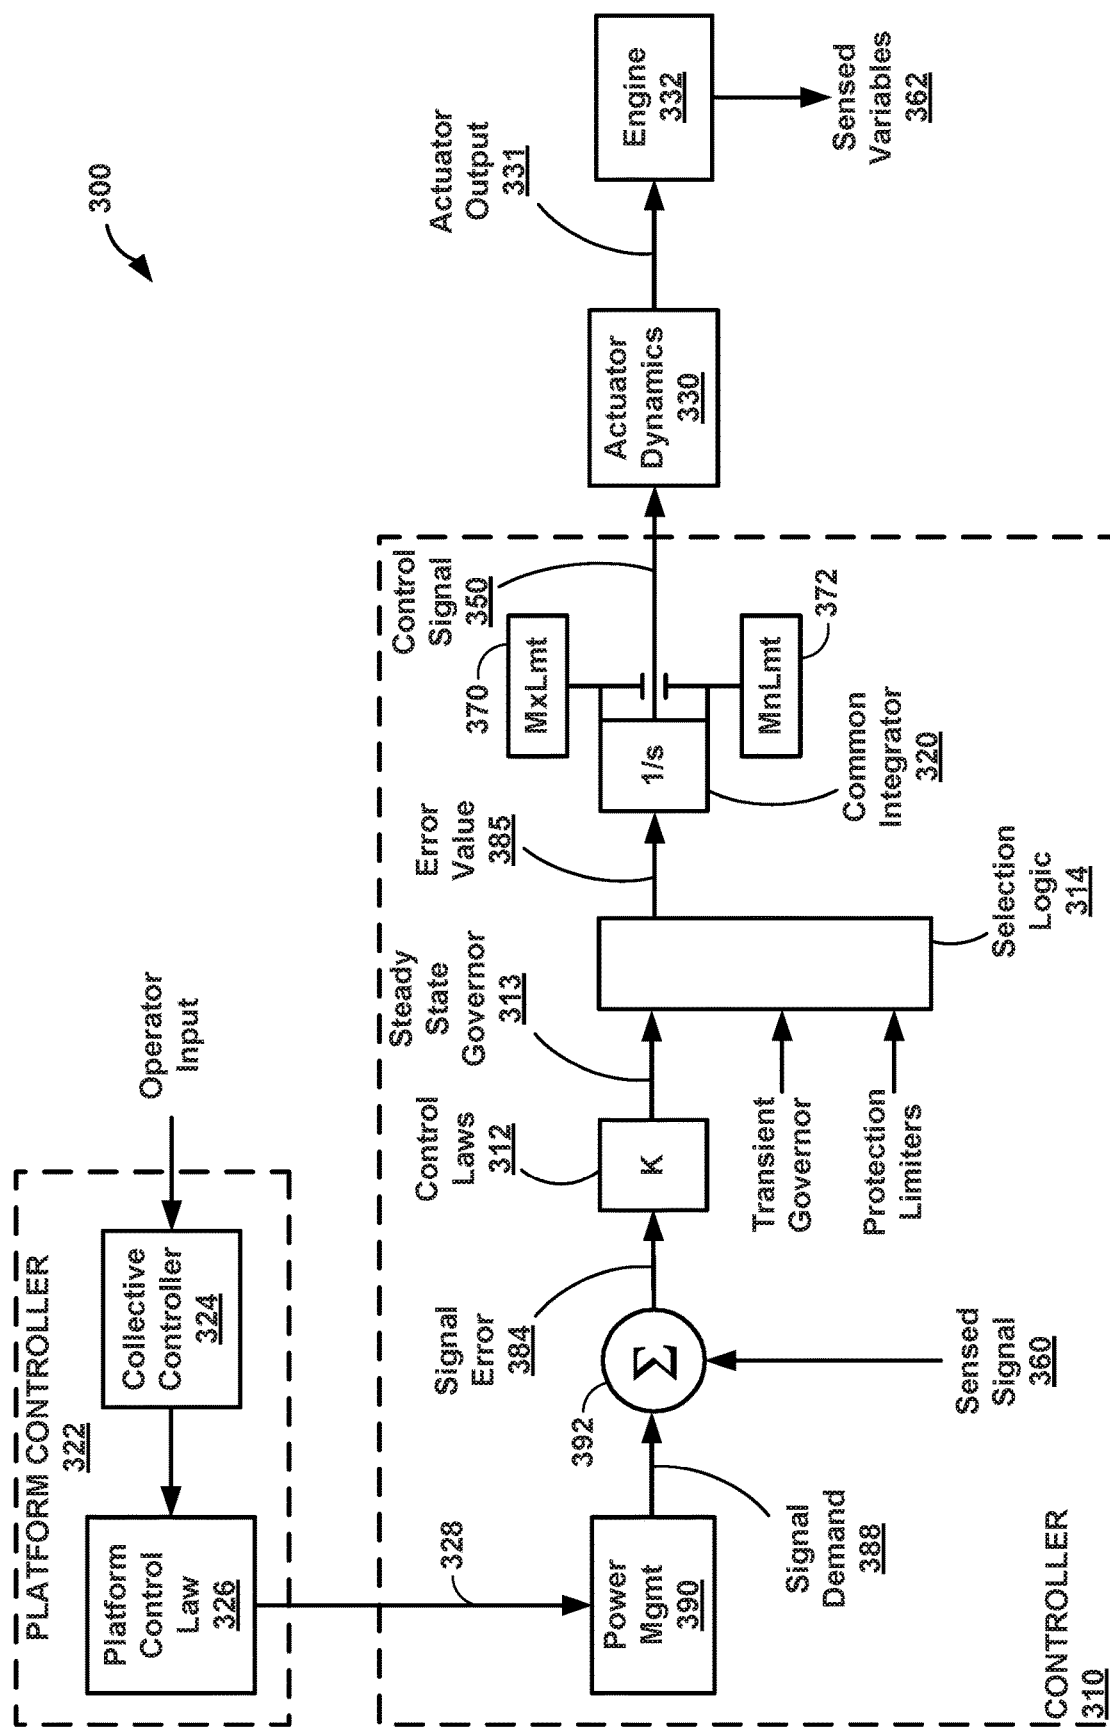 300
PLATFORM CONTROLLER
322
Platform
Control
Law
326
Collective
Controller
324
Operator
Input
328
Power
Mgmt
390
Signal
Demand
388
392
Σ
Signal
Error
384
Sensed
Signal
360
Control
Laws
312
K
Steady
State
Governor
313
Transient
Governor
Protection
Limiters
Selection
Logic
314
Error
Value
385
1/s
Common
Integrator
320
370
MxLmt
MnLmt
372
Control
Signal
350
CONTROLLER
310
Actuator
Dynamics
330
Actuator
Output
331
Engine
332
Sensed
Variables
362